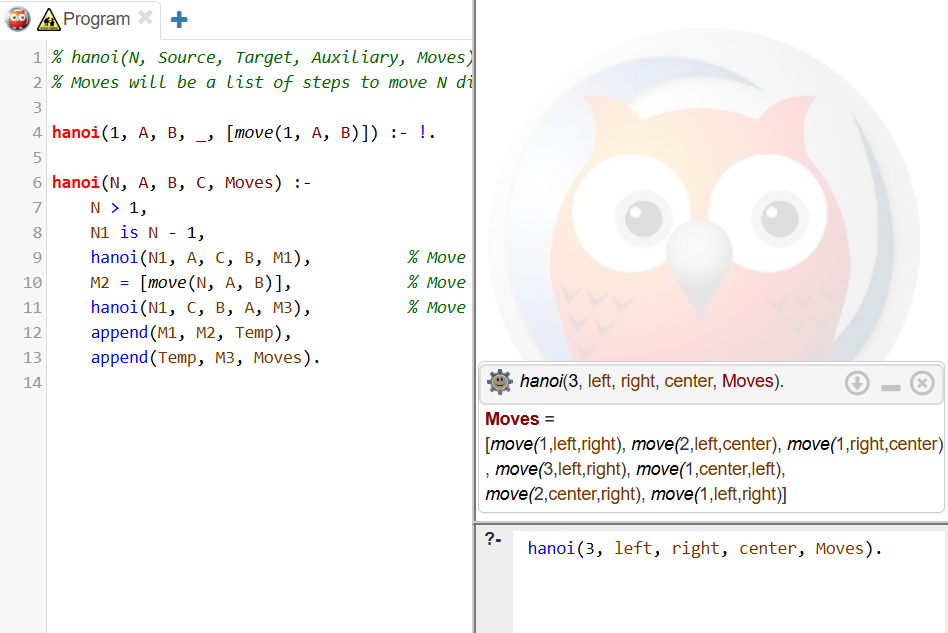 Program
1 % hanoi(N, Source, Target, Auxiliary, Moves)
2 % Moves will be a list of steps to move N di
3
4 hanoi(1, A, B, _, [move(1, A, B)]) :- !.
5
6 hanoi(N, A, B, C, Moves) :-
7 N > 1,
8 N1 is N - 1,
9 hanoi(N1, A, C, B, M1), % Move
10 M2 = [move(N, A, B)], % Move
11 hanoi(N1, C, B, A, M3), % Move
12 append(M1, M2, Temp),
13 append(Temp, M3, Moves).
14
hanoi(3, left, right, center, Moves).
Moves =
[move(1,left,right), move(2,left,center), move(1,right,center)
, move(3,left,right), move(1,center,left),
move(2,center,right), move(1,left,right)]
?- hanoi(3, left, right, center, Moves).